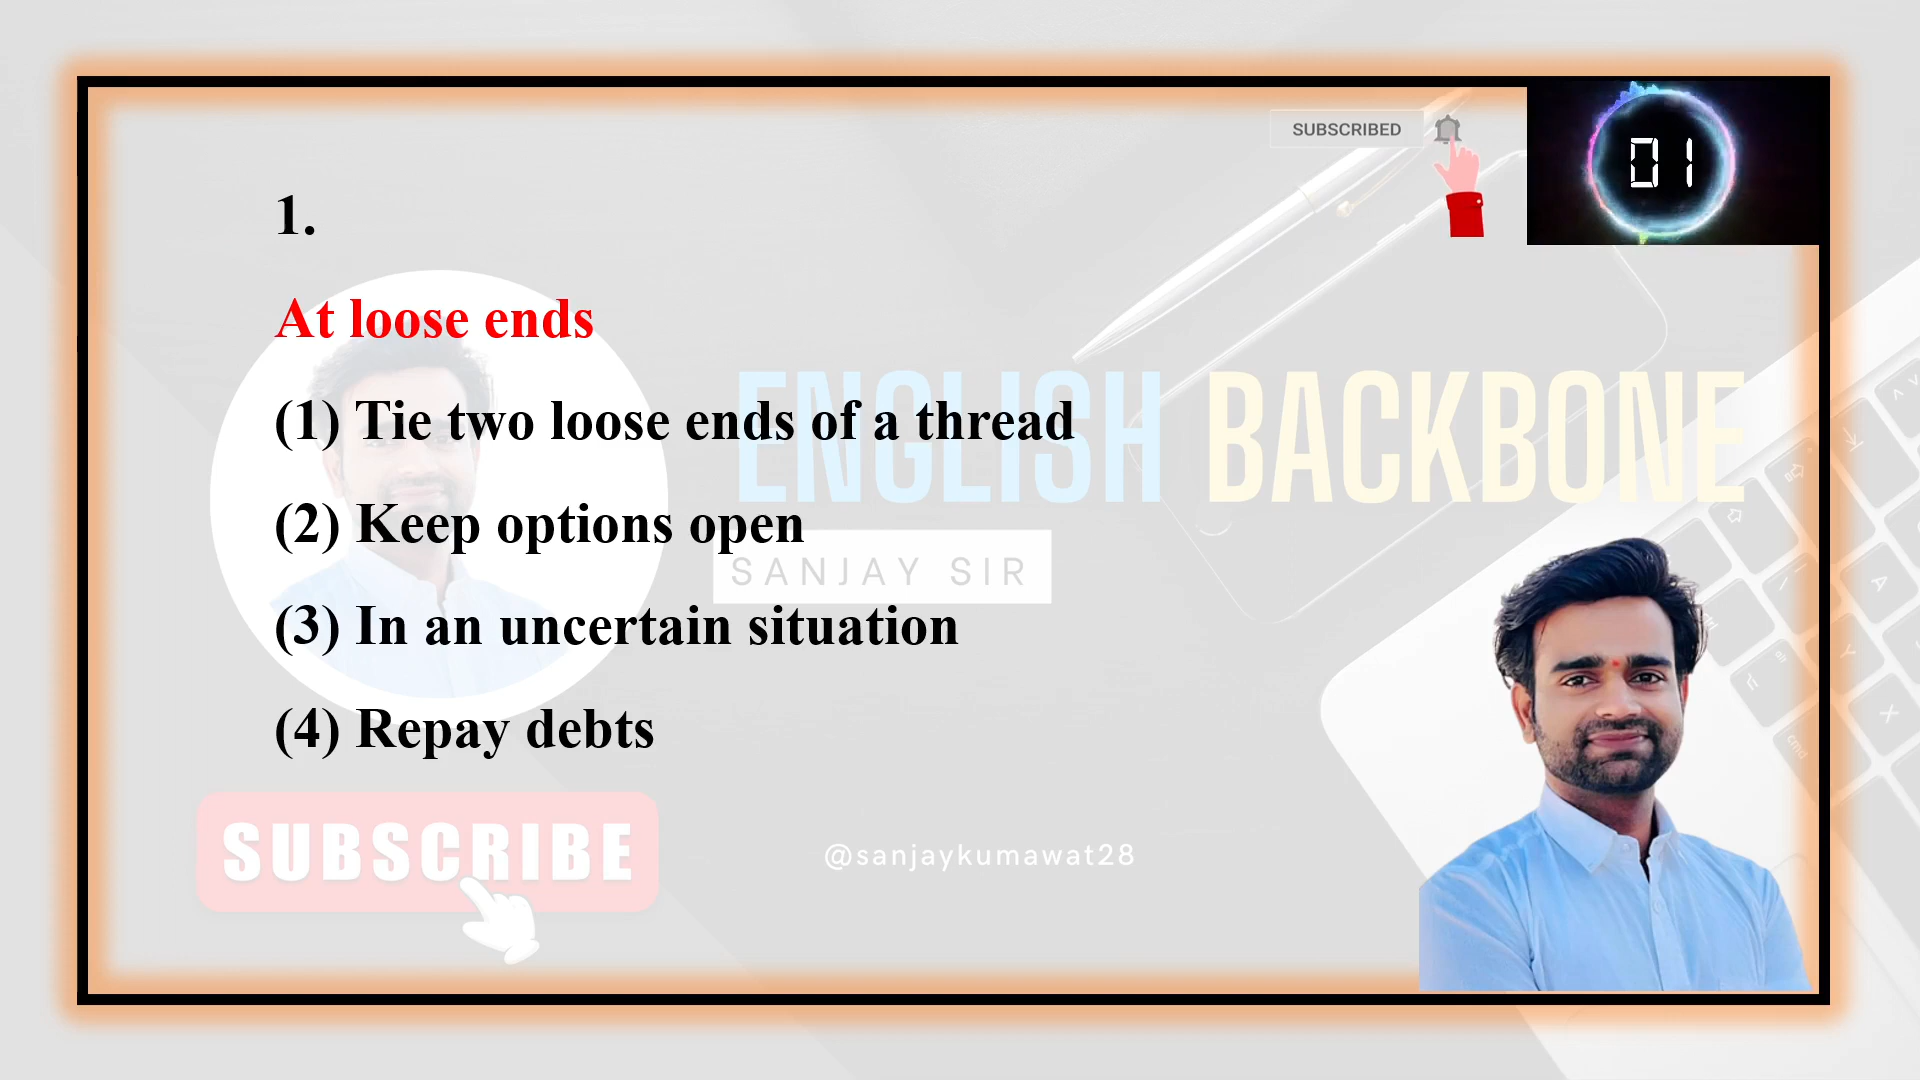 SUBSCRIBED
01
1.
At loose ends
(1) Tie two loose ends of a thread
ENGLISH BACKBONE
(2) Keep options open
SANJAY SIR
(3) In an uncertain situation
(4) Repay debts
SUBSCRIBE
@sanjaykumawat28